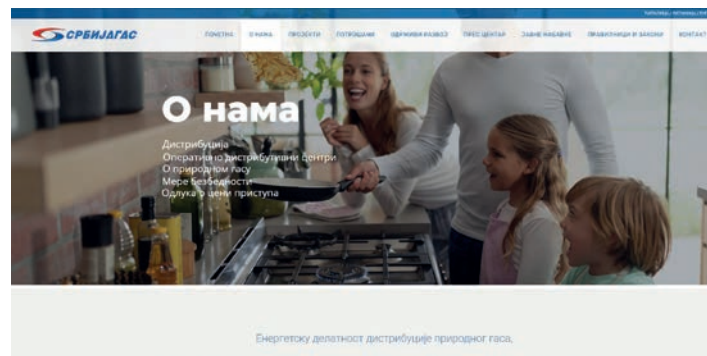 СРБИЈАГАС
ПОЧЕТНА О НАМА ПРОЈЕКТИ ПОТРОШАЧИ ОДРЖИВИ РАЗВОЈ ПРЕС ЦЕНТАР ЈАВНЕ НАБАВКЕ ПРАВИЛНИЦИ И ЗАКОНИ КОНТАКТ
О нама
Дистрибуција
Оперативно дистрибутивни центри
О природном гасу
Мере безбедности
Одлука о цени приступа
Енергетску делатност дистрибуције природног гаса,